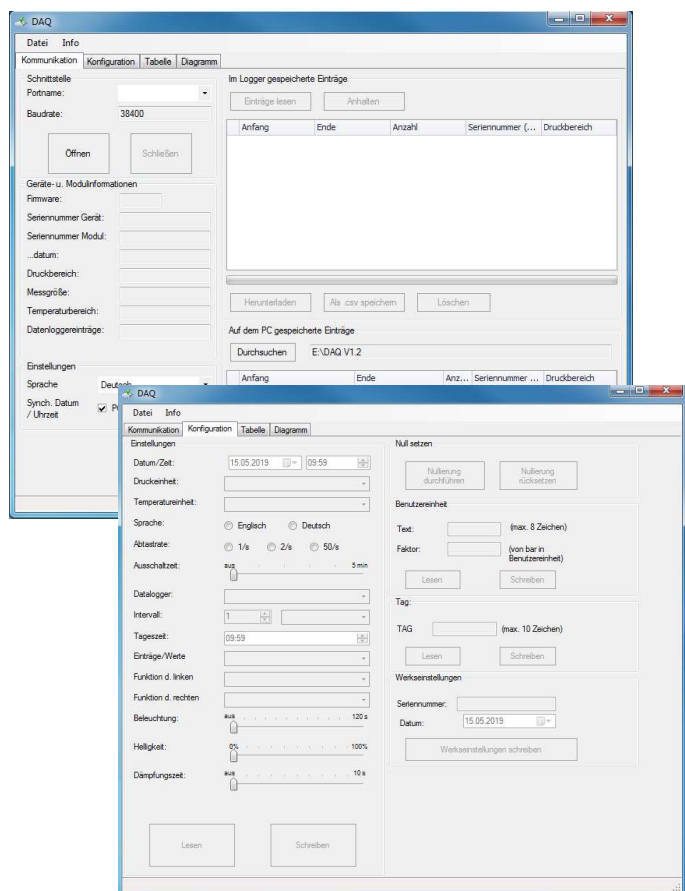 DAQ
Datei Info
Kommunikation Konfiguration Tabelle Diagramm
Schnittstelle
Portname:
Baudrate: 38400
Öffnen Schließen
Geräte- u. Modulinformationen
Firmware:
Seriennummer Gerät:
Seriennummer Modul:
...datum:
Druckbereich:
Messgröße:
Temperaturbereich:
Datenloggereinträge:
Einstellungen
Sprache Deutsch
Synch. Datum
/ Uhrzeit
Im Logger gespeicherte Einträge
Einträge lesen Anhalten
Anfang Ende Anzahl Seriennummer (... Druckbereich
Herunterladen Als .csv speichern Löschen
Auf dem PC gespeicherte Einträge
Durchsuchen E:\DAQ V1.2
Anfang Ende Anz... Seriennummer ... Druckbereich
DAQ
Datei Info
Kommunikation Konfiguration Tabelle Diagramm
Einstellungen
Datum/Zeit: 15.05.2019 09:59
Druckeinheit:
Temperatureinheit:
Sprache: Englisch Deutsch
Abtastrate: 1/s 2/s 50/s
Ausschaltzeit: aus 5 min
Datalogger:
Intervall: 1
Tageszeit: 09:59
Einträge/Werte
Funktion d. linken
Funktion d. rechten
Beleuchtung: aus 120 s
Helligkeit: 0% 100%
Dämpfungszeit: aus 10 s
Lesen Schreiben
Null setzen
Nullierung
durchführen
Nullierung
rücksetzen
Benutzereinheit
Text: (max. 8 Zeichen)
Faktor: (von bar in
Benutzereinheit)
Lesen Schreiben
Tag:
TAG (max. 10 Zeichen)
Lesen Schreiben
Werkseinstellungen
Seriennummer:
Datum: 15.05.2019
Werkseinstellungen schreiben